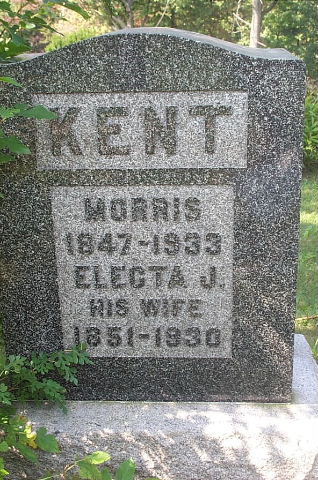 KENT
MORRIS
1847-1933
ELECTA J.
HIS WIFE
1851-1930